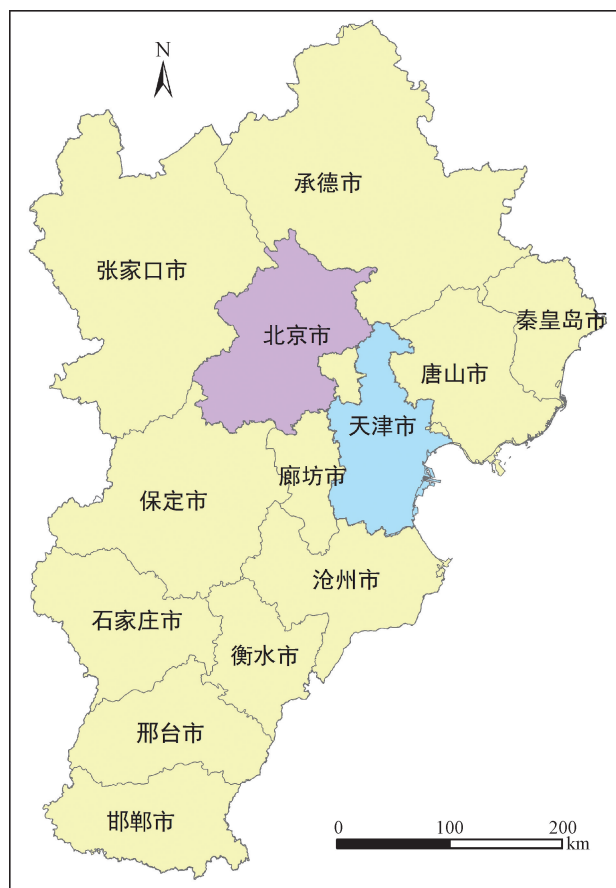 N
承德市
张家口市
秦皇岛市
北京市
唐山市
天津市
廊坊市
保定市
沧州市
石家庄市
衡水市
邢台市
邯郸市
0 100 200
km